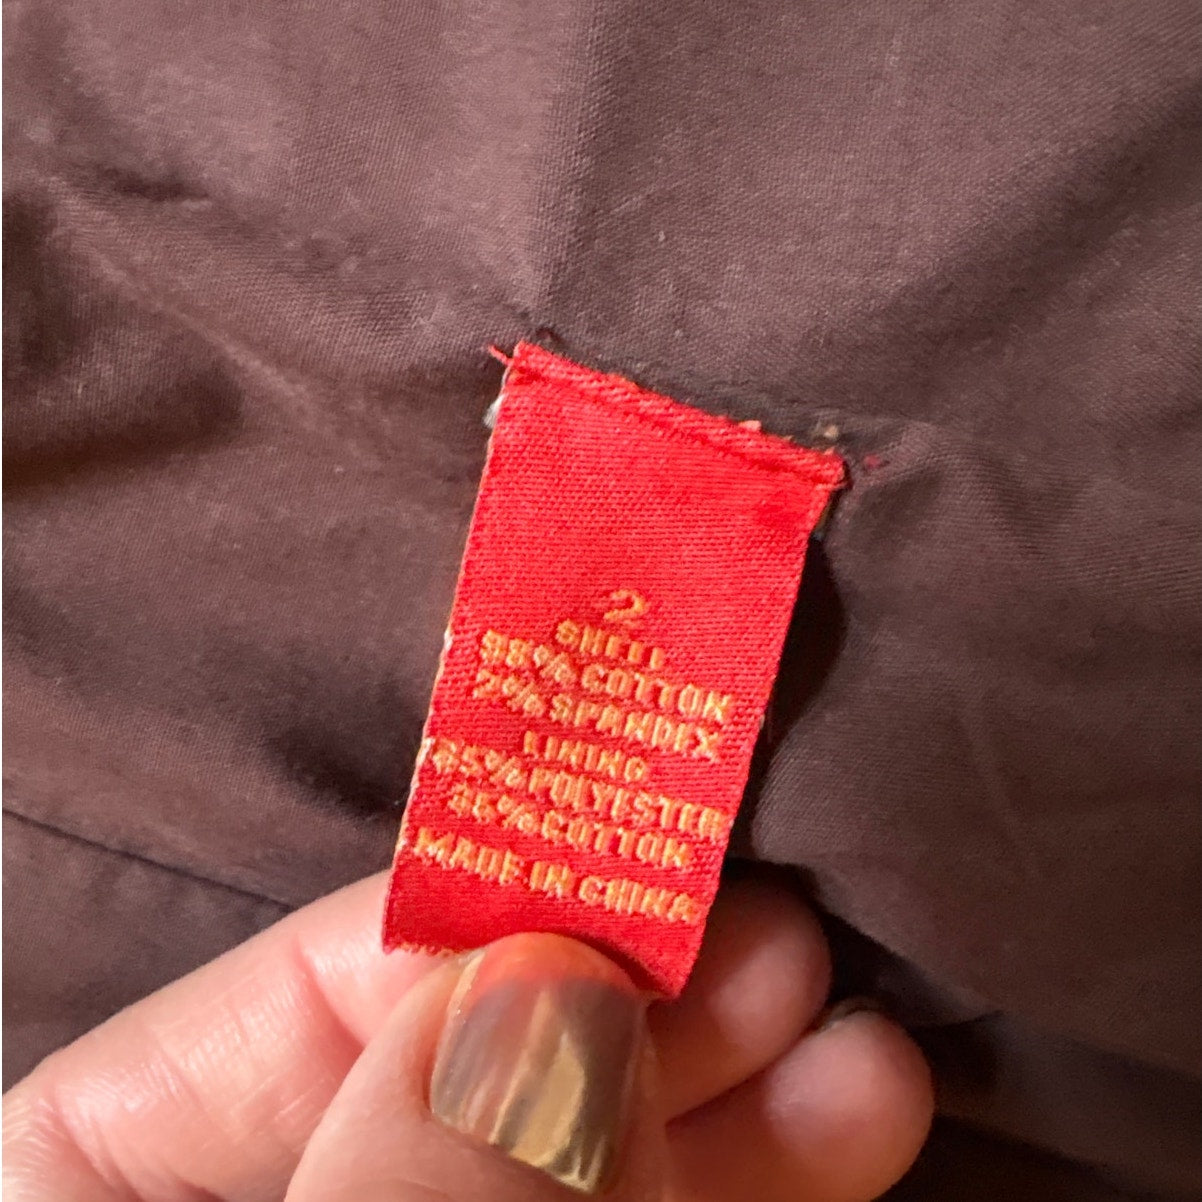 2
SHELL
98% COTTON
2% SPANDEX
LINING
65% POLYESTER
35% COTTON
MADE IN CHINA